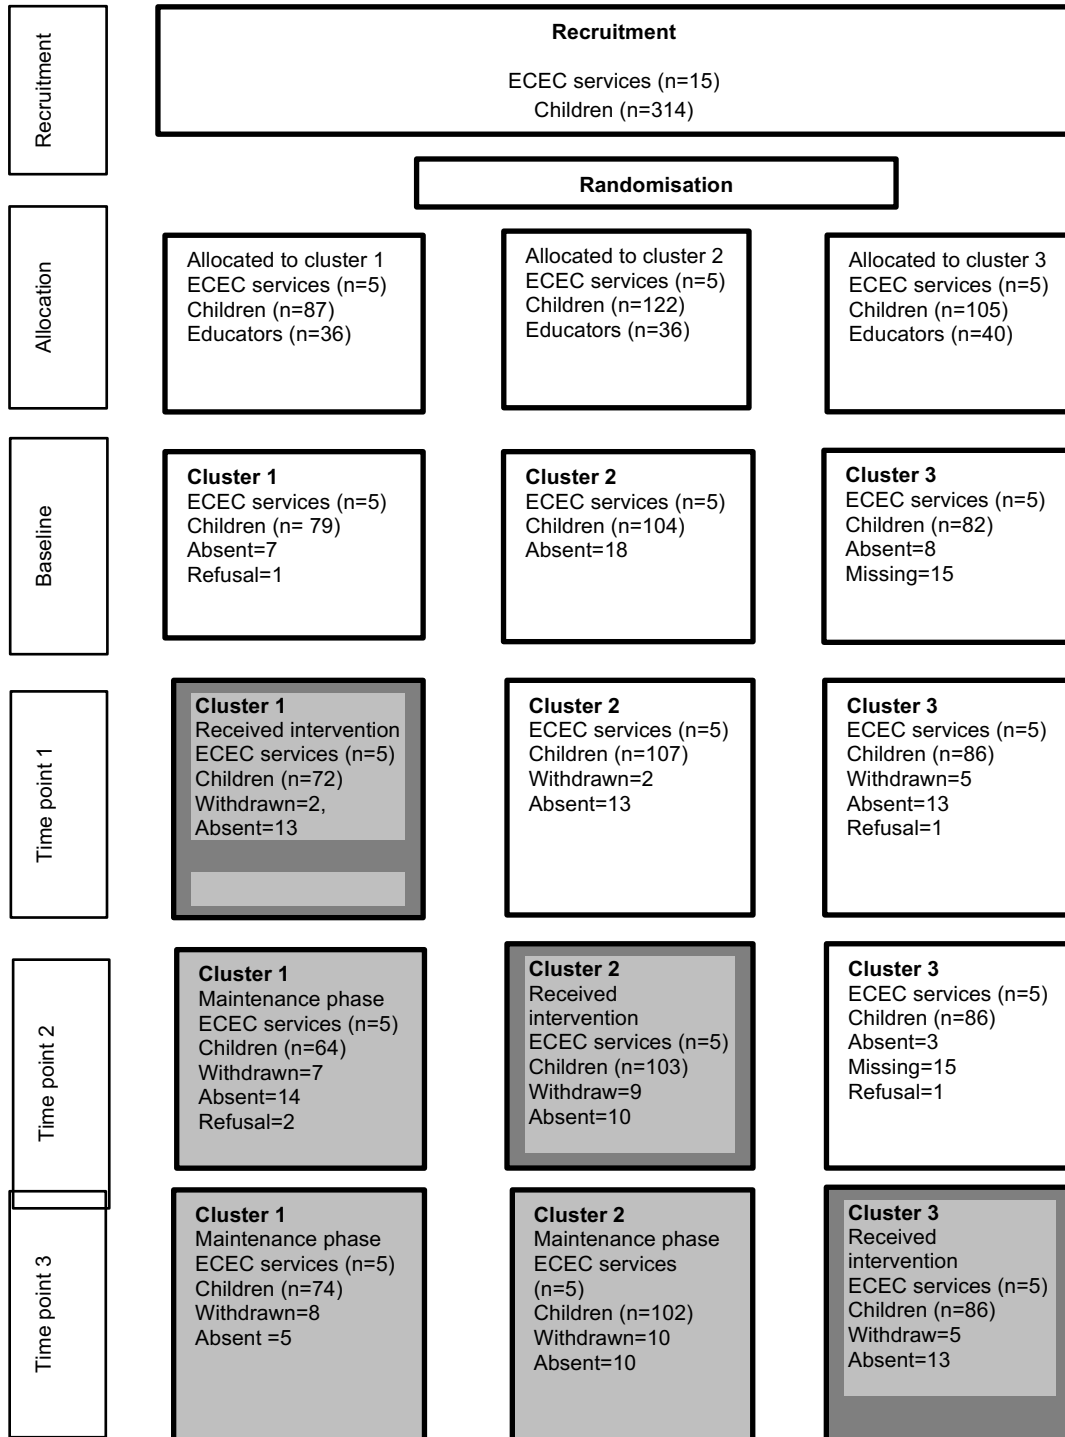 Recruitment
Recruitment
ECEC services (n=15)
Children (n=314)
Randomisation
Allocation
Allocated to cluster 1
ECEC services (n=5)
Children (n=87)
Educators (n=36)
Allocated to cluster 2
ECEC services (n=5)
Children (n=122)
Educators (n=36)
Allocated to cluster 3
ECEC services (n=5)
Children (n=105)
Educators (n=40)
Baseline
Cluster 1
ECEC services (n=5)
Children (n= 79)
Absent=7
Refusal=1
Cluster 2
ECEC services (n=5)
Children (n=104)
Absent=18
Cluster 3
ECEC services (n=5)
Children (n=82)
Absent=8
Missing=15
Time point 1
Cluster 1
Received intervention
ECEC services (n=5)
Children (n=72)
Withdrawn=2,
Absent=13
Cluster 2
ECEC services (n=5)
Children (n=107)
Withdrawn=2
Absent=13
Cluster 3
ECEC services (n=5)
Children (n=86)
Withdrawn=5
Absent=13
Refusal=1
Time point 2
Cluster 1
Maintenance phase
ECEC services (n=5)
Children (n=64)
Withdrawn=7
Absent=14
Refusal=2
Cluster 2
Received
intervention
ECEC services (n=5)
Children (n=103)
Withdraw=9
Absent=10
Cluster 3
ECEC services (n=5)
Children (n=86)
Absent=3
Missing=15
Refusal=1
Time point 3
Cluster 1
Maintenance phase
ECEC services (n=5)
Children (n=74)
Withdrawn=8
Absent =5
Cluster 2
Maintenance phase
ECEC services
(n=5)
Children (n=102)
Withdrawn=10
Absent=10
Cluster 3
Received
intervention
ECEC services (n=5)
Children (n=86)
Withdraw=5
Absent=13